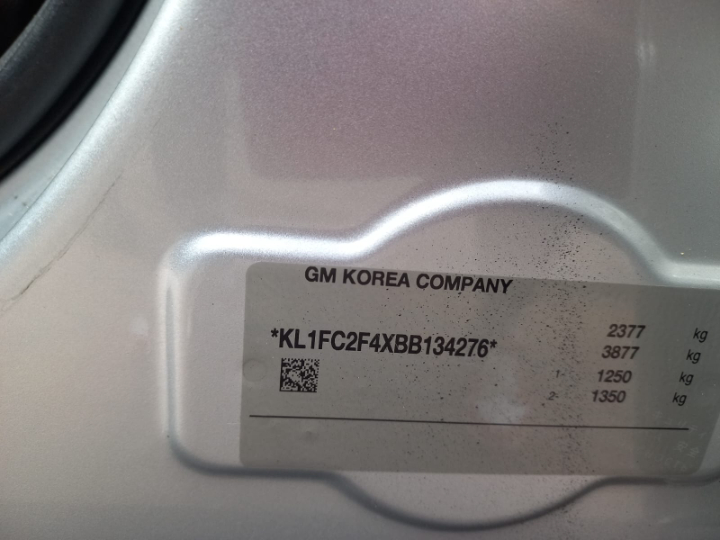 GM KOREA COMPANY
*KL1FC2F4XBB134276*
2377 kg
3877 kg
1 1250 kg
2 1350 kg